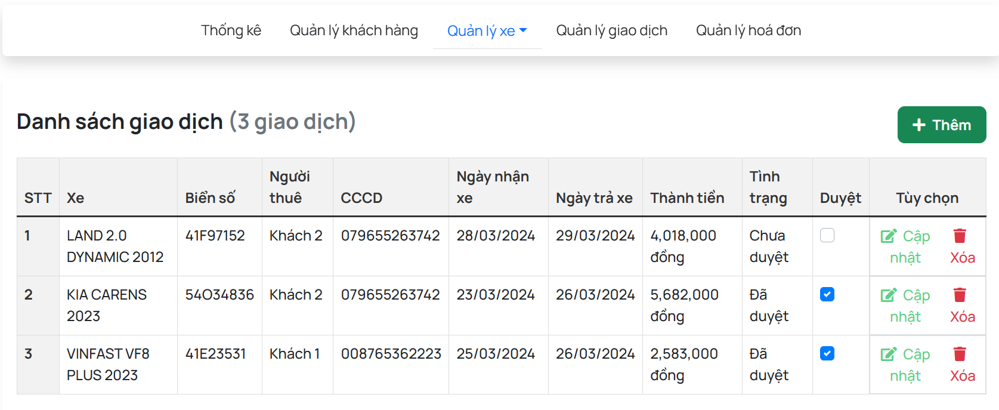 Thống kê Quản lý khách hàng Quản lý xe Quản lý giao dịch Quản lý hoá đơn
Danh sách giao dịch (3 giao dịch)
Thêm
STT Xe Biển số Người thuê CCCD Ngày nhận xe Ngày trả xe Thành tiền Tình trạng Duyệt Tùy chọn
1 LAND 2.0 41F97152 Khách 2 079655263742 28/03/2024 29/03/2024 4,018,000 Chưa Cập
DYNAMIC 2012 đồng duyệt nhật Xóa
2 KIA CARENS 54O34836 Khách 2 079655263742 23/03/2024 26/03/2024 5,682,000 Đã Cập
2023 đồng duyệt nhật Xóa
3 VINFAST VF8 41E23531 Khách 1 008765362223 25/03/2024 26/03/2024 2,583,000 Đã Cập
PLUS 2023 đồng duyệt nhật Xóa